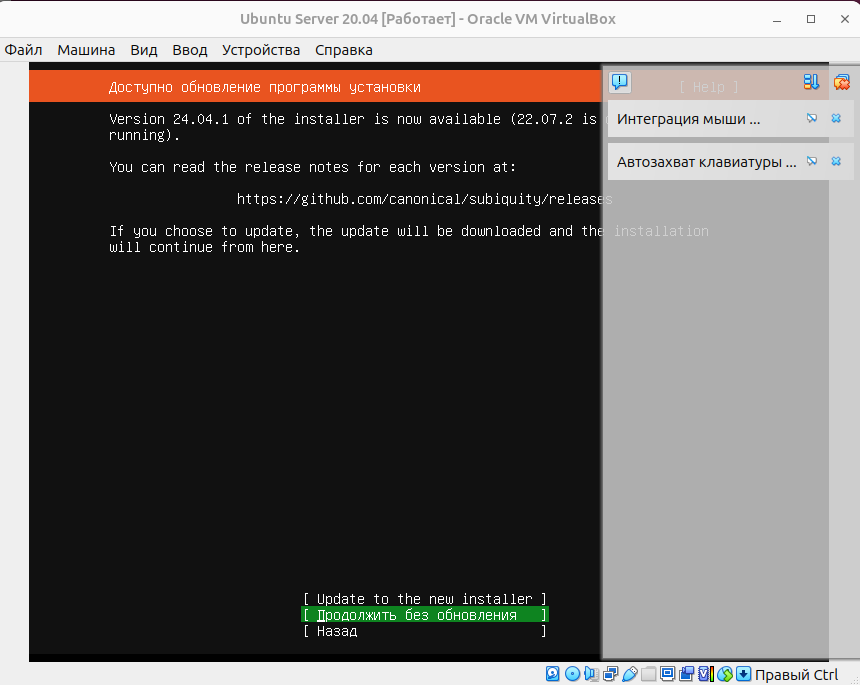 Ubuntu Server 20.04 [Работает] - Oracle VM VirtualBox
Файл Машина Вид Ввод Устройства Справка
Доступно обновление программы установки [ Help ]
Version 24.04.1 of the installer is now available (22.07.2 is
running).
Интеграция мыши ...
Автозахват клавиатуры ...
You can read the release notes for each version at:
https://github.com/canonical/subiquity/releases
If you choose to update, the update will be downloaded and the installation
will continue from here.
[ Update to the new installer ]
[ Продолжить без обновления ]
[ Назад ]
Правый Ctrl